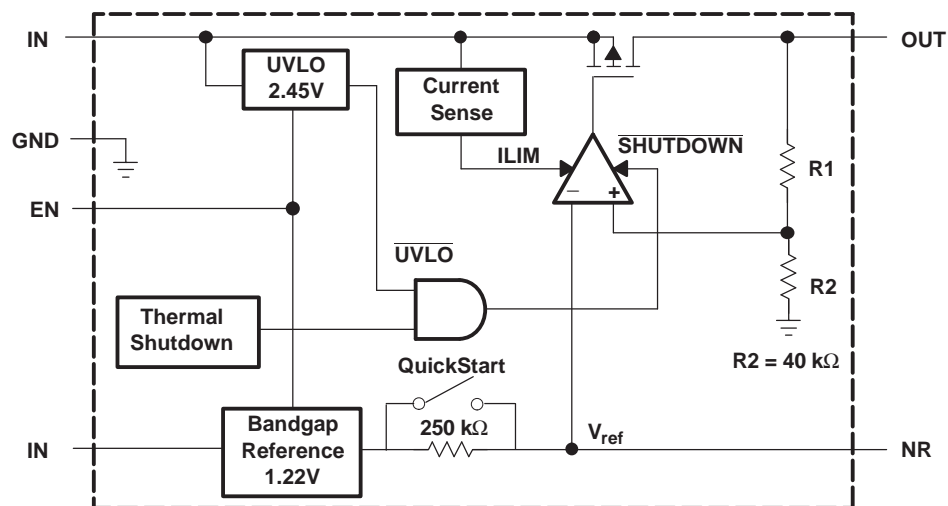 IN
OUT
UVLO
2.45V
Current
Sense
GND
SHUTDOWN
ILIM
R1
−
+
EN
UVLO
R2
Thermal
Shutdown
R2 = 40 kΩ
QuickStart
250 kΩ
Bandgap
Reference
1.22V
Vref
IN
NR